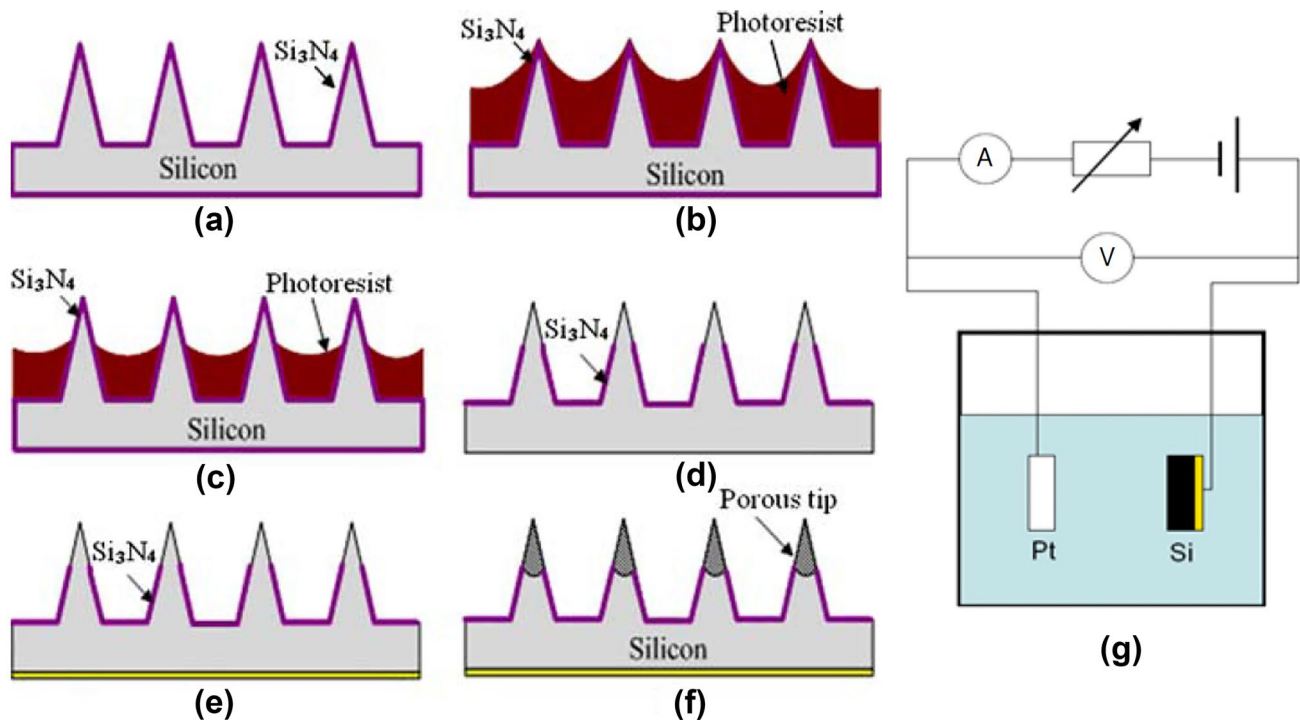 Si₃N₄
Silicon
(a)
Si₃N₄
Photoresist
Silicon
(b)
Si₃N₄
Photoresist
Silicon
(c)
Si₃N₄
(d)
Si₃N₄
(e)
Porous tip
Silicon
(f)
A
V
Pt
Si
(g)